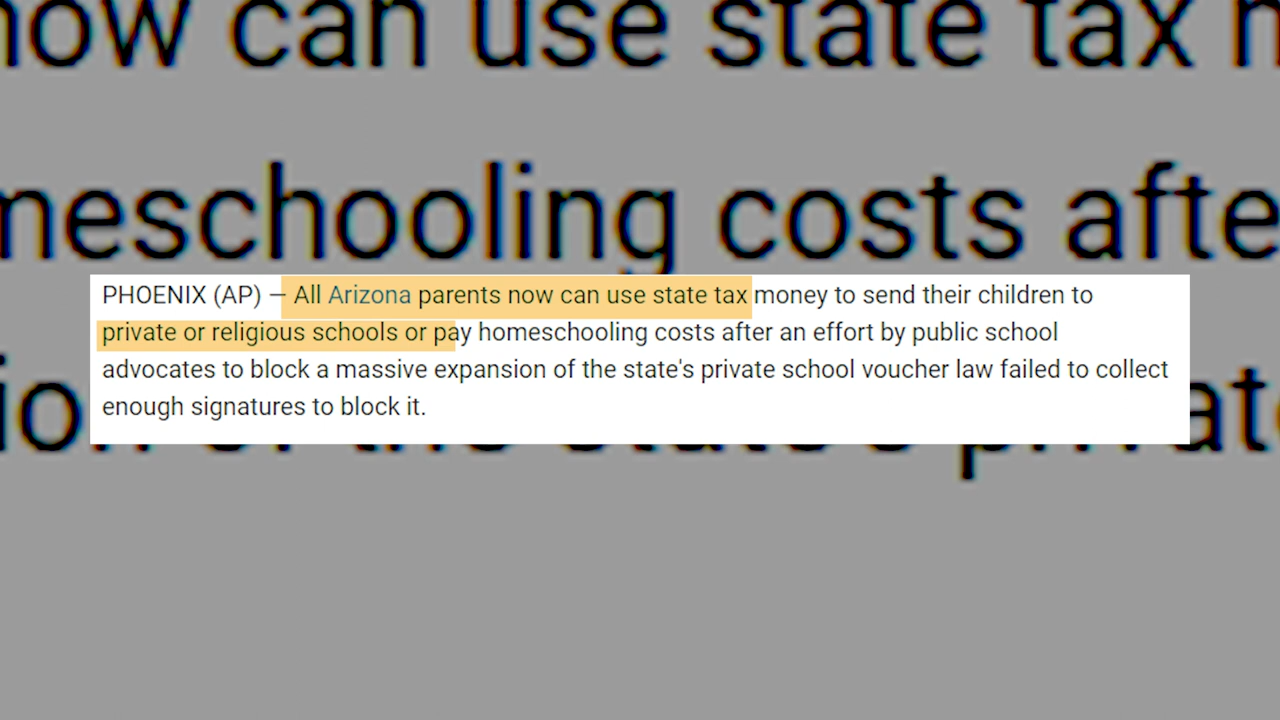 now can use state tax
meschooling costs afte
PHOENIX (AP) — All Arizona parents now can use state tax money to send their children to
private or religious schools or pay homeschooling costs after an effort by public school
advocates to block a massive expansion of the state's private school voucher law failed to collect
enough signatures to block it.